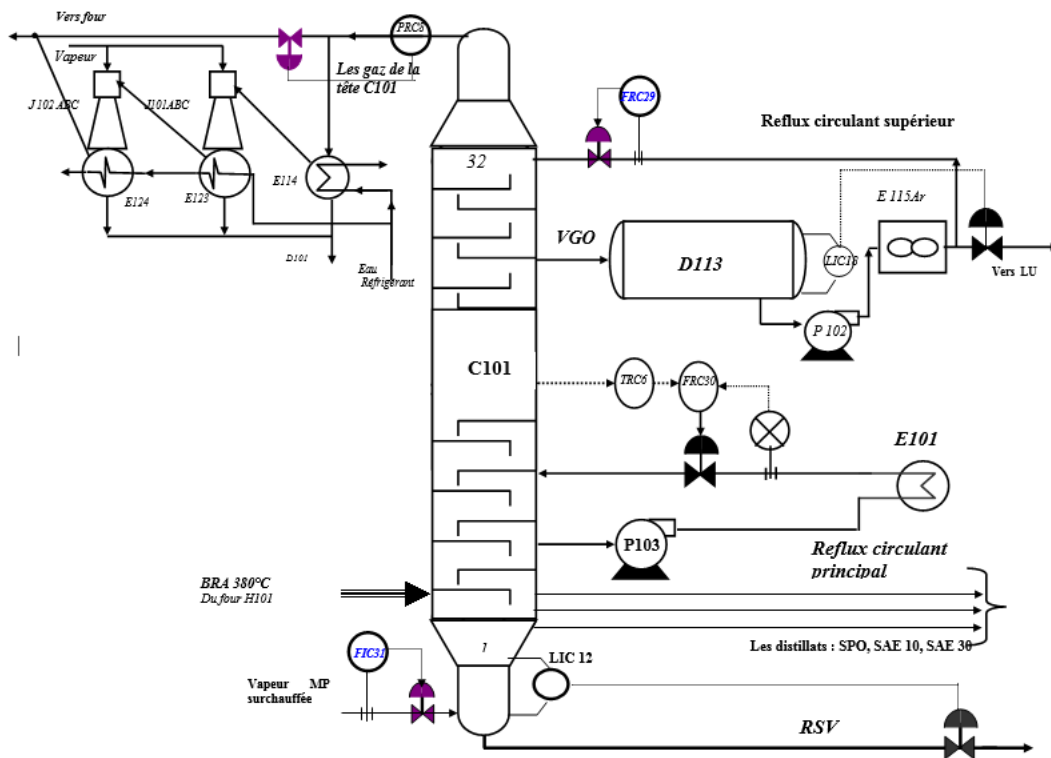 Vers four
PRC8
Vapeur
Les gaz de la
tête C101
J 102 ABC
J101ABC
FRC29
Reflux circulant supérieur
32
E114
E123
E124
VGO
D113
LIC18
E 115Ar
D101
Eau
Réfrigérant
Vers LU
P 102
C101
TRC6
FRC30
E101
P103
Reflux circulant
principal
BRA 380°C
Du four H101
Les distillats : SPO, SAE 10, SAE 30
1
LIC 12
FIC31
Vapeur MP
surchauffée
RSV